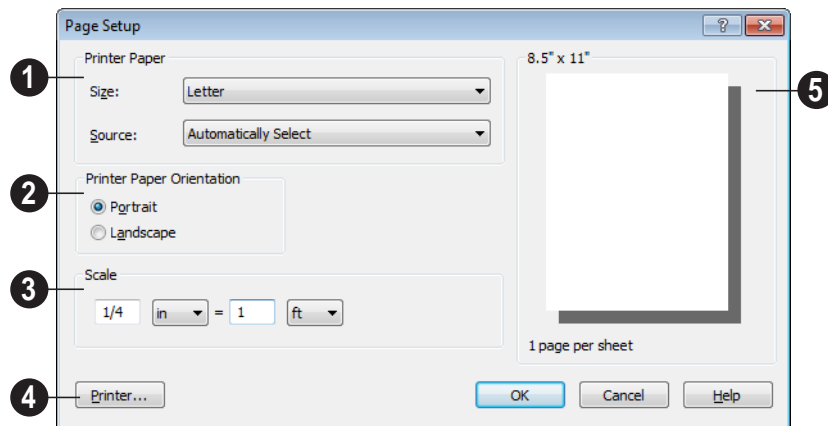 Page Setup
Printer Paper
8.5" x 11"
1
Size: Letter
5
Source: Automatically Select
Printer Paper Orientation
2
Portrait
Landscape
Scale
3
1/4 in = 1 ft
1 page per sheet
4
Printer... OK Cancel Help